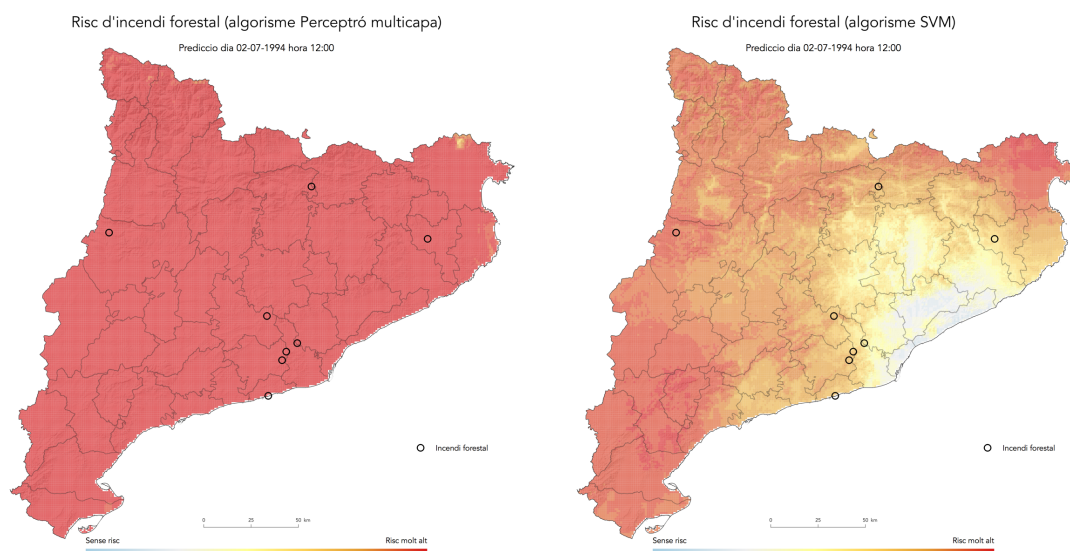 Risc d'incendi forestal (algorisme Perceptró multicapa)
Prediccio dia 02-07-1994 hora 12:00
Incendi forestal
0 25 50 km
Sense risc Risc molt alt
Risc d'incendi forestal (algorisme SVM)
Prediccio dia 02-07-1994 hora 12:00
Incendi forestal
0 25 50 km
Sense risc Risc molt alt